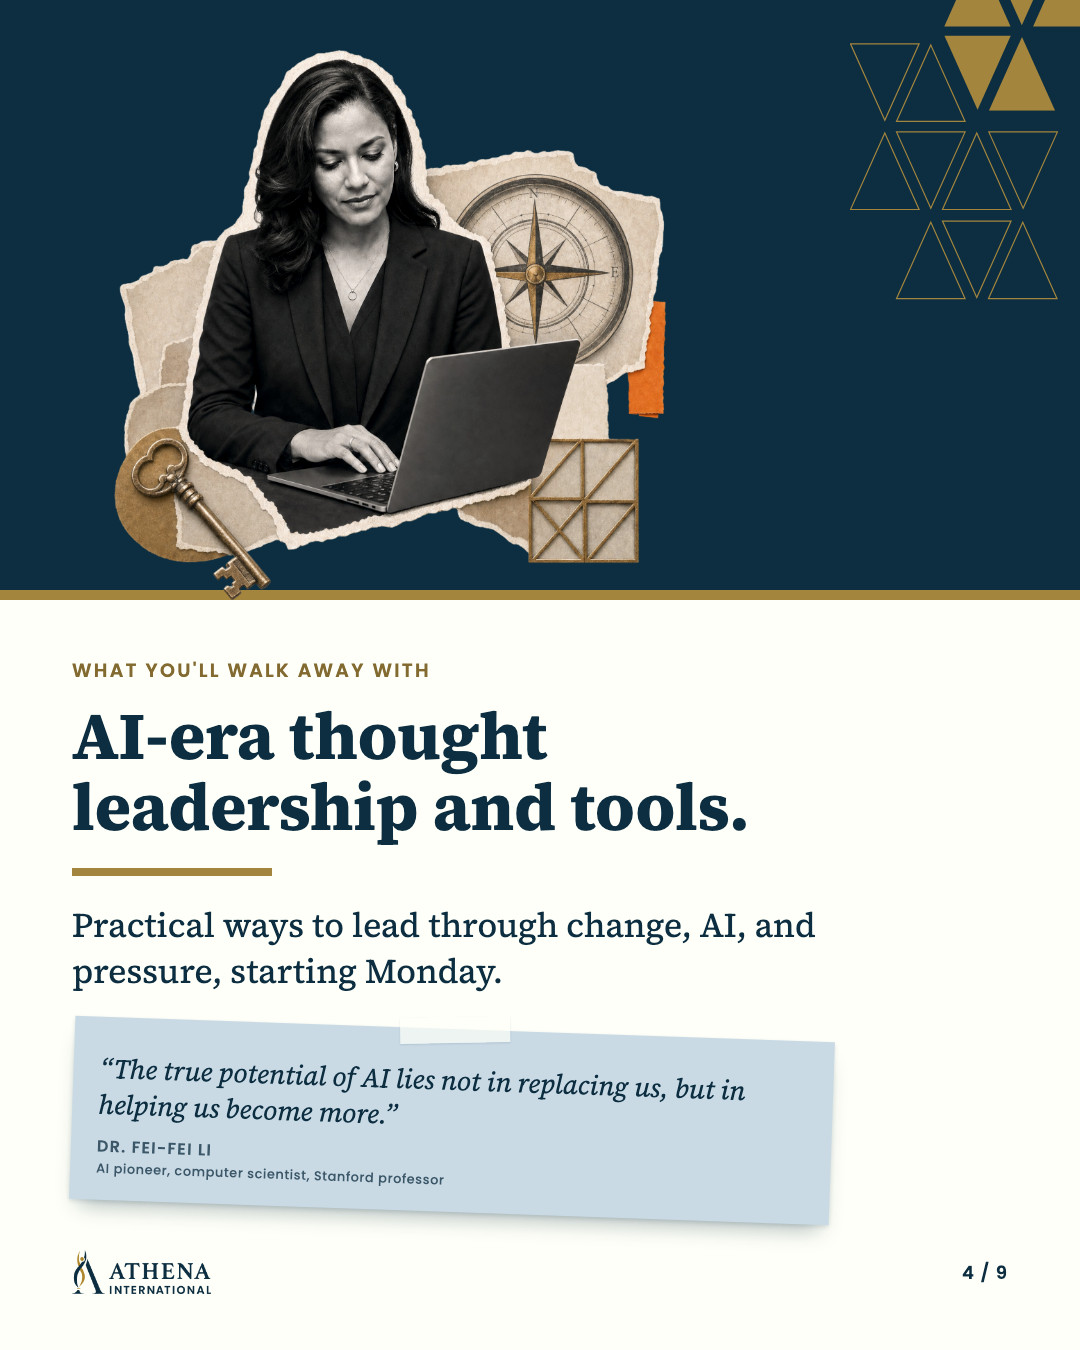 N
E
WHAT YOU'LL WALK AWAY WITH
AI-era thought
leadership and tools.
Practical ways to lead through change, AI, and
pressure, starting Monday.
“The true potential of AI lies not in replacing us, but in
helping us become more.”
DR. FEI-FEI LI
AI pioneer, computer scientist, Stanford professor
ATHENA
INTERNATIONAL
4 / 9